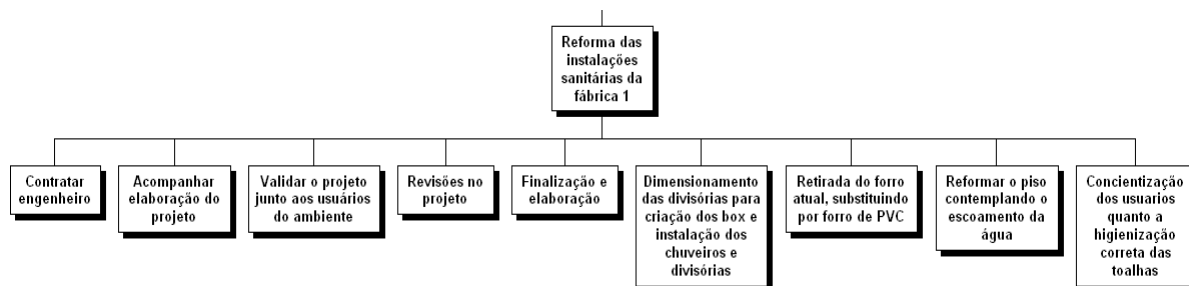 Reforma das
instalações
sanitárias da
fábrica 1
Contratar
engenheiro
Acompanhar
elaboração do
projeto
Validar o projeto
junto aos usuários
do ambiente
Revisões no
projeto
Finalização e
elaboração
Dimensionamento
das divisórias para
criação dos box e
instalação dos
chuveiros e
divisórias
Retirada do forro
atual, substituindo
por forro de PVC
Reformar o piso
contemplando o
escoamento da
água
Concientização
dos usuarios
quanto a
higienização
correta das
toalhas